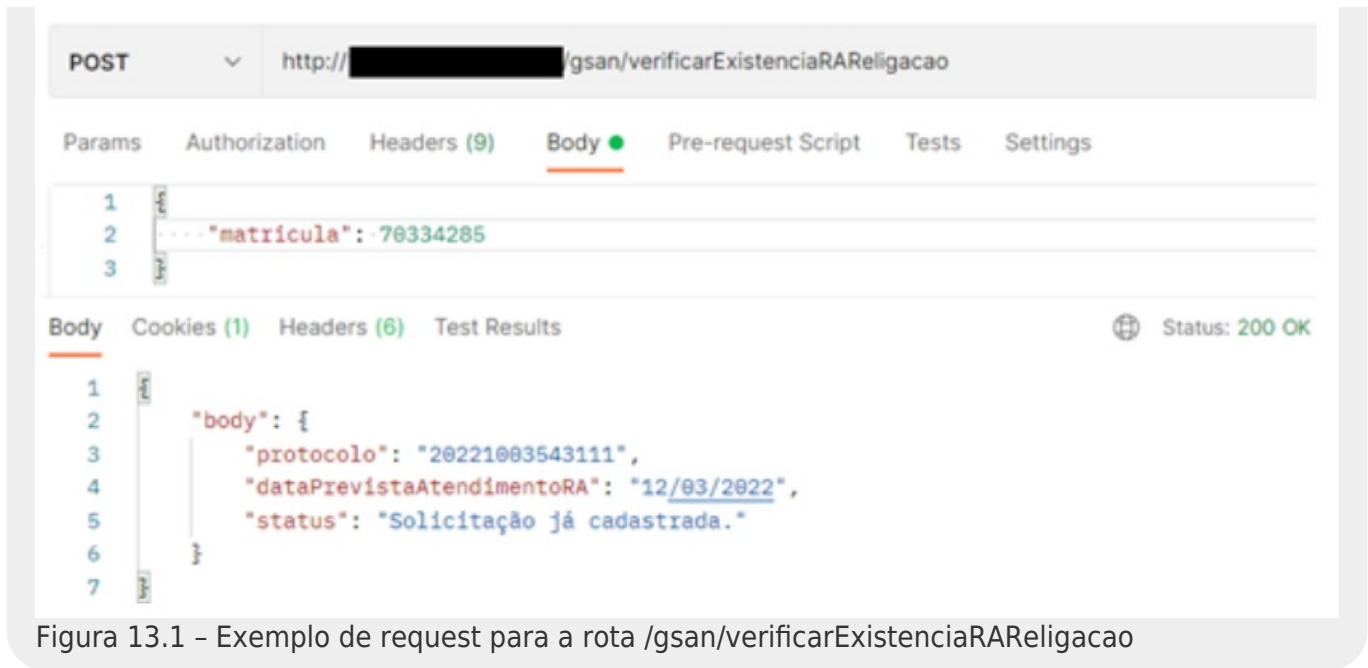 POST http:// /gsan/verificarExistenciaRAReligacao
Params Authorization Headers (9) Body Pre-request Script Tests Settings
1 {
2 "matricula": 70334285
3 }
Body Cookies (1) Headers (6) Test Results Status: 200 OK
1 {
2 "body": {
3 "protocolo": "20221003543111",
4 "dataPrevistaAtendimentoRA": "12/03/2022",
5 "status": "Solicitação já cadastrada."
6 }
7 }
Figura 13.1 – Exemplo de request para a rota /gsan/verificarExistenciaRAReligacao